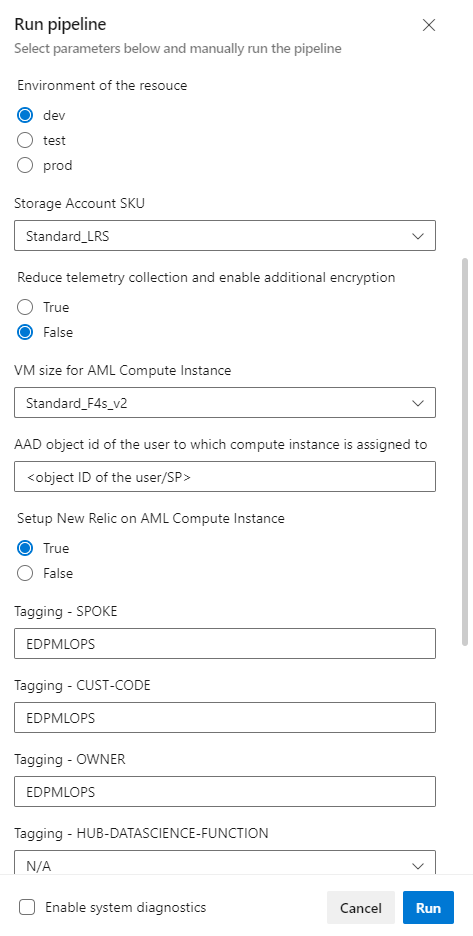 Run pipeline
Select parameters below and manually run the pipeline
Environment of the resouce
dev
test
prod
Storage Account SKU
Standard_LRS
Reduce telemetry collection and enable additional encryption
True
False
VM size for AML Compute Instance
Standard_F4s_v2
AAD object id of the user to which compute instance is assigned to
<object ID of the user/SP>
Setup New Relic on AML Compute Instance
True
False
Tagging - SPOKE
EDPMLOPS
Tagging - CUST-CODE
EDPMLOPS
Tagging - OWNER
EDPMLOPS
Tagging - HUB-DATASCIENCE-FUNCTION
N/A
Enable system diagnostics
Cancel
Run